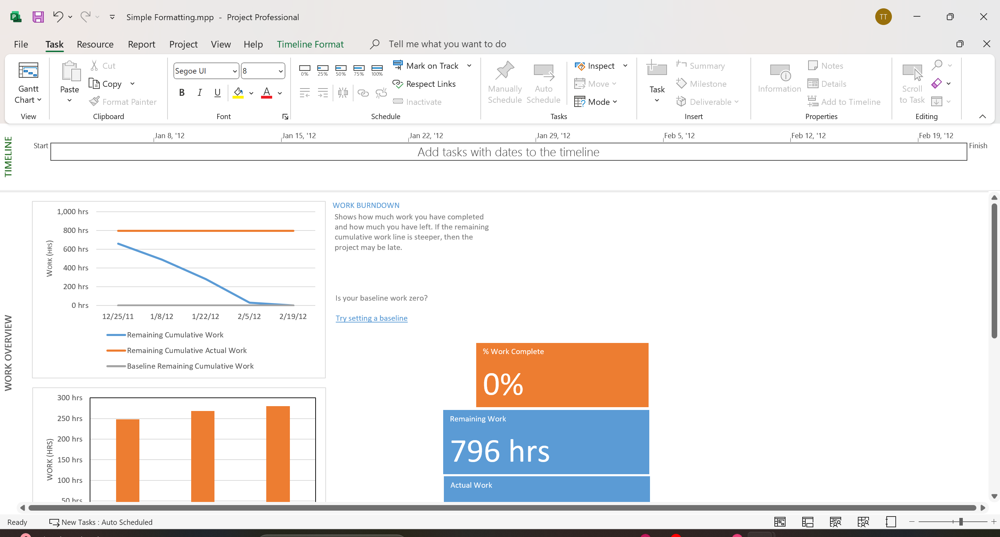 Simple Formatting.mpp - Project Professional
TT
File Task Resource Report Project View Help Timeline Format Tell me what you want to do
Gantt Chart
View
Paste
Cut
Copy
Format Painter
Clipboard
Segoe UI 8
B I U A
Font
0% 25% 50% 75% 100%
Mark on Track
Respect Links
Inactivate
Schedule
Manually Schedule
Auto Schedule
Inspect
Move
Mode
Tasks
Task
Summary
Milestone
Deliverable
Insert
Information
Notes
Details
Add to Timeline
Properties
Scroll to Task
Editing
TIMELINE
Jan 8, '12 Jan 15, '12 Jan 22, '12 Jan 29, '12 Feb 5, '12 Feb 12, '12 Feb 19, '12
Start
Add tasks with dates to the timeline
Finish
WORK OVERVIEW
WORK (HRS)
1,000 hrs
800 hrs
600 hrs
400 hrs
200 hrs
0 hrs
12/25/11 1/8/12 1/22/12 2/5/12 2/19/12
Remaining Cumulative Work
Remaining Cumulative Actual Work
Baseline Remaining Cumulative Work
WORK BURNDOWN
Shows how much work you have completed
and how much you have left. If the remaining
cumulative work line is steeper, then the
project may be late.
Is your baseline work zero?
Try setting a baseline
% Work Complete
0%
Remaining Work
796 hrs
Actual Work
WORK (HRS)
300 hrs
250 hrs
200 hrs
150 hrs
100 hrs
50 hrs
Ready
New Tasks : Auto Scheduled